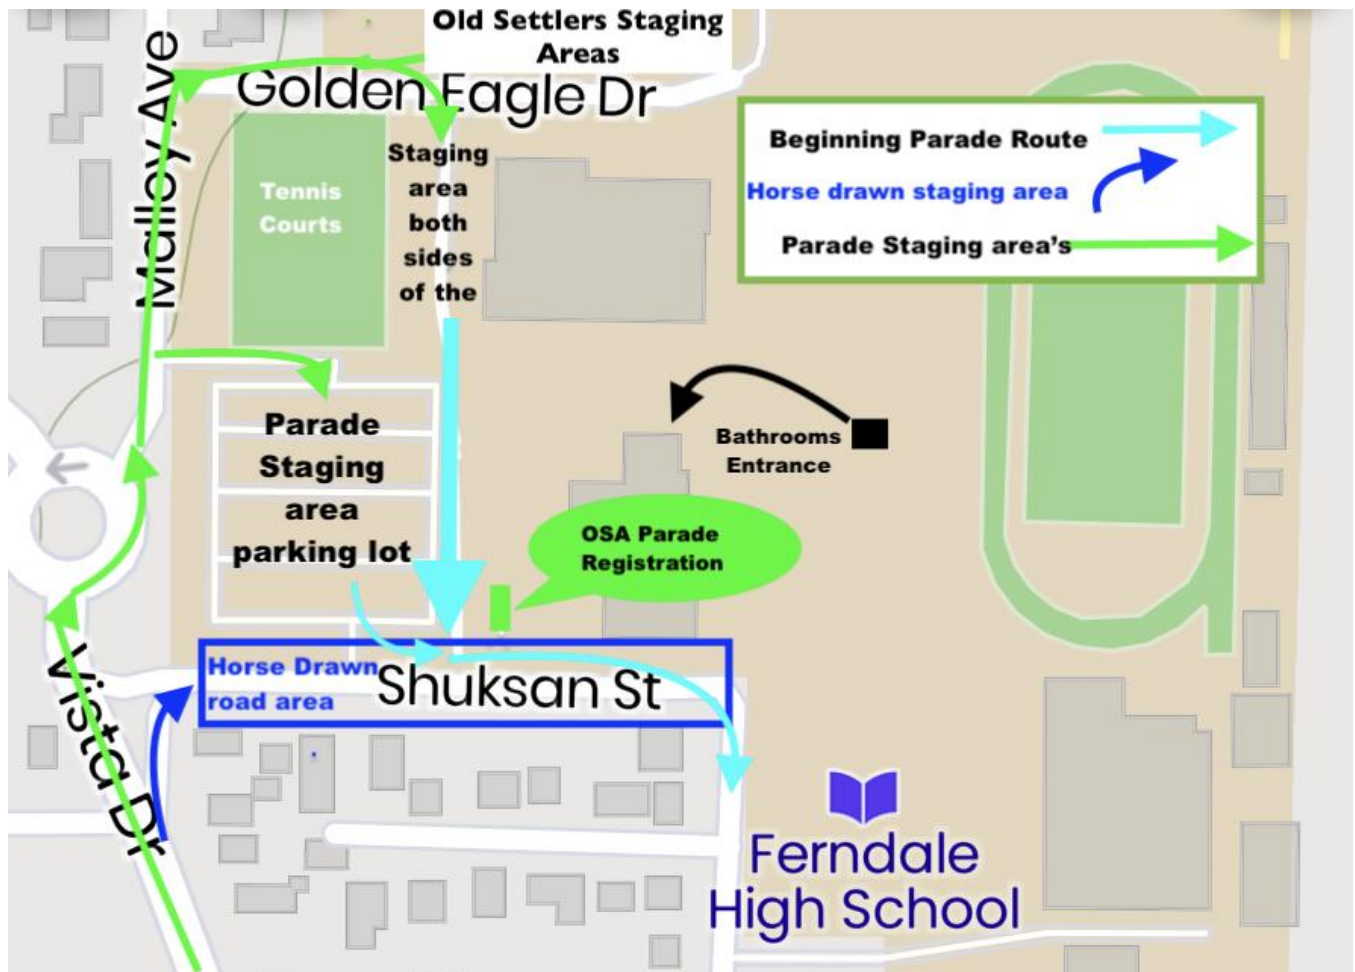 Old Settlers Staging
Areas
Golden Eagle Dr
Malloy Ave
Beginning Parade Route
Horse drawn staging area
Parade Staging area's
Staging
area
both
sides
of the
Tennis
Courts
Parade
Staging
area
parking lot
Bathrooms
Entrance
OSA Parade
Registration
Horse Drawn
road area
Shuksan St
Vista Dr
Ferndale
High School